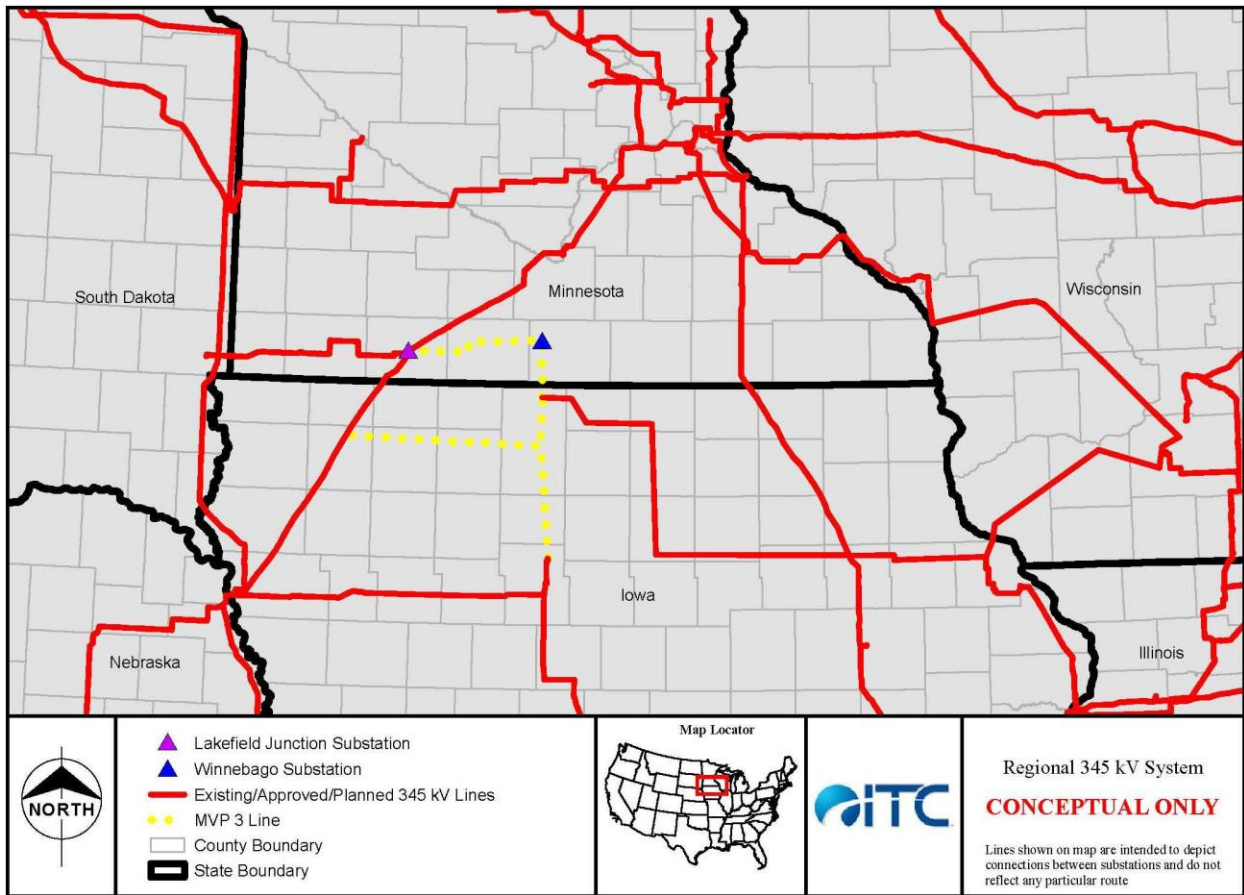 South Dakota
Minnesota
Wisconsin
Iowa
Nebraska
Illinois
NORTH
Lakefield Junction Substation
Winnebago Substation
Existing/Approved/Planned 345 kV Lines
MVP 3 Line
County Boundary
State Boundary
Map Locator
ITC
Regional 345 kV System
CONCEPTUAL ONLY
Lines shown on map are intended to depict
connections between substations and do not
reflect any particular route